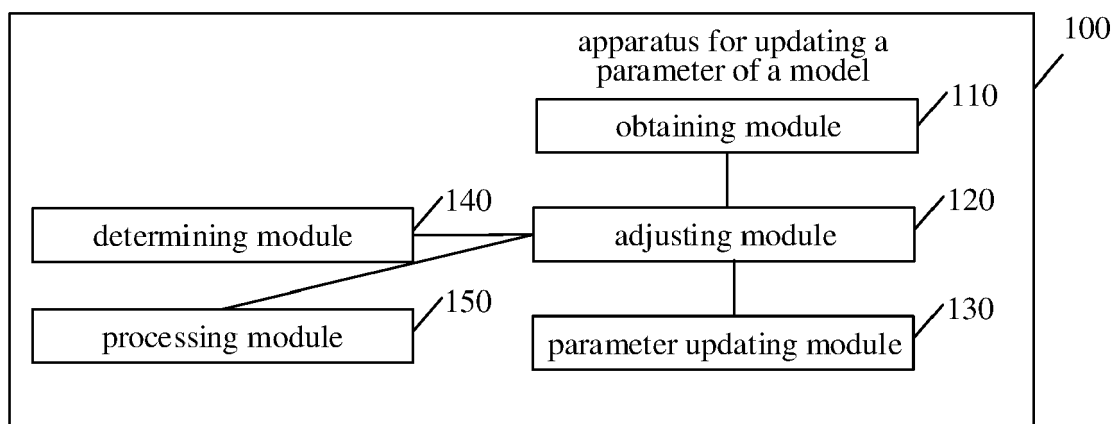 apparatus for updating a
parameter of a model
100
110
obtaining module
140
120
determining module
adjusting module
150
130
processing module
parameter updating module